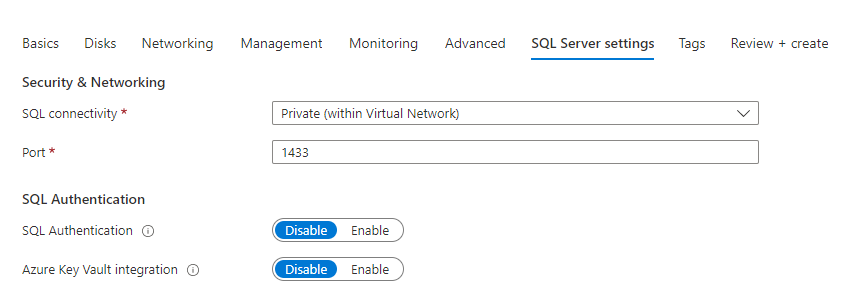 Basics Disks Networking Management Monitoring Advanced SQL Server settings Tags Review + create
Security & Networking
SQL connectivity * Private (within Virtual Network)
Port * 1433
SQL Authentication
SQL Authentication Disable Enable
Azure Key Vault integration Disable Enable